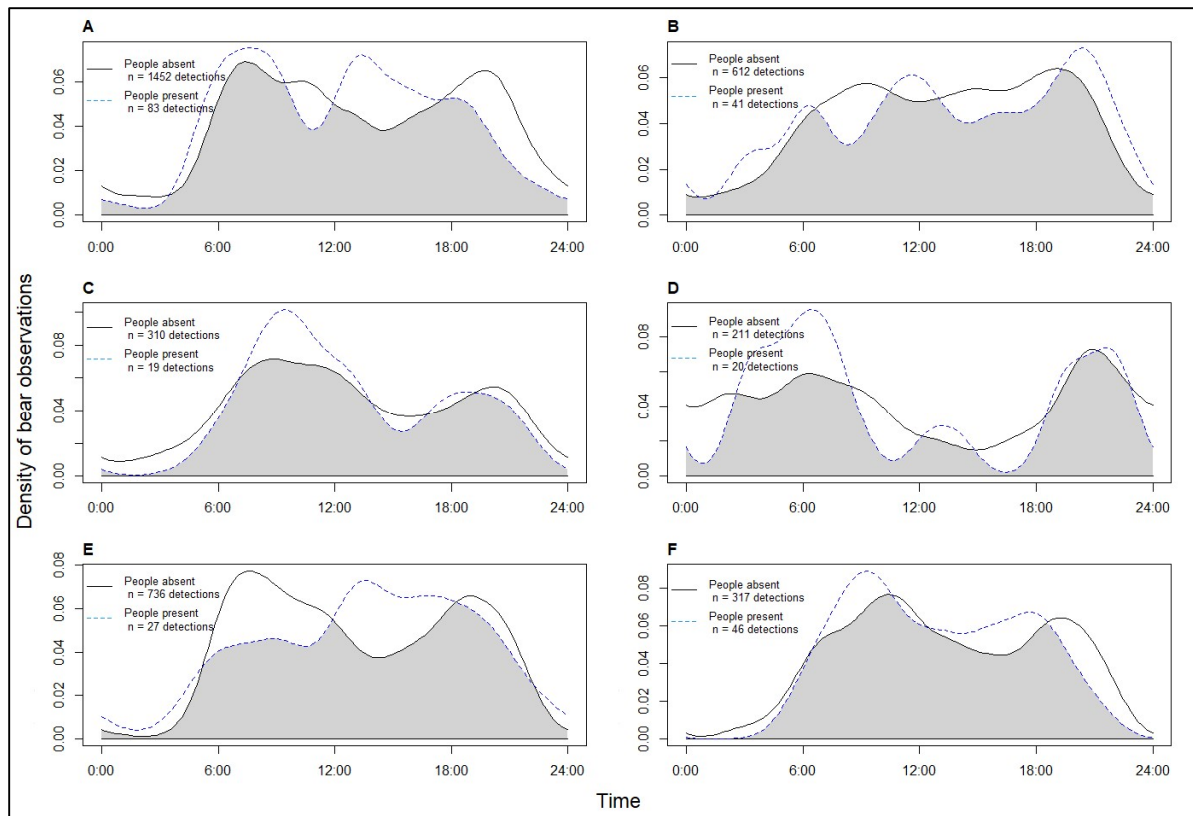 A
People absent
n = 1452 detections
People present
n = 83 detections
0.00 0.02 0.04 0.06
0:00 6:00 12:00 18:00 24:00
B
People absent
n = 612 detections
People present
n = 41 detections
0.00 0.02 0.04 0.06
0:00 6:00 12:00 18:00 24:00
Density of bear observations
C
People absent
n = 310 detections
People present
n = 19 detections
0.00 0.04 0.08
0:00 6:00 12:00 18:00 24:00
D
People absent
n = 211 detections
People present
n = 20 detections
0.00 0.04 0.08
0:00 6:00 12:00 18:00 24:00
E
People absent
n = 736 detections
People present
n = 27 detections
0.00 0.02 0.04 0.06 0.08
0:00 6:00 12:00 18:00 24:00
F
People absent
n = 317 detections
People present
n = 46 detections
0.00 0.02 0.04 0.06 0.08
0:00 6:00 12:00 18:00 24:00
Time